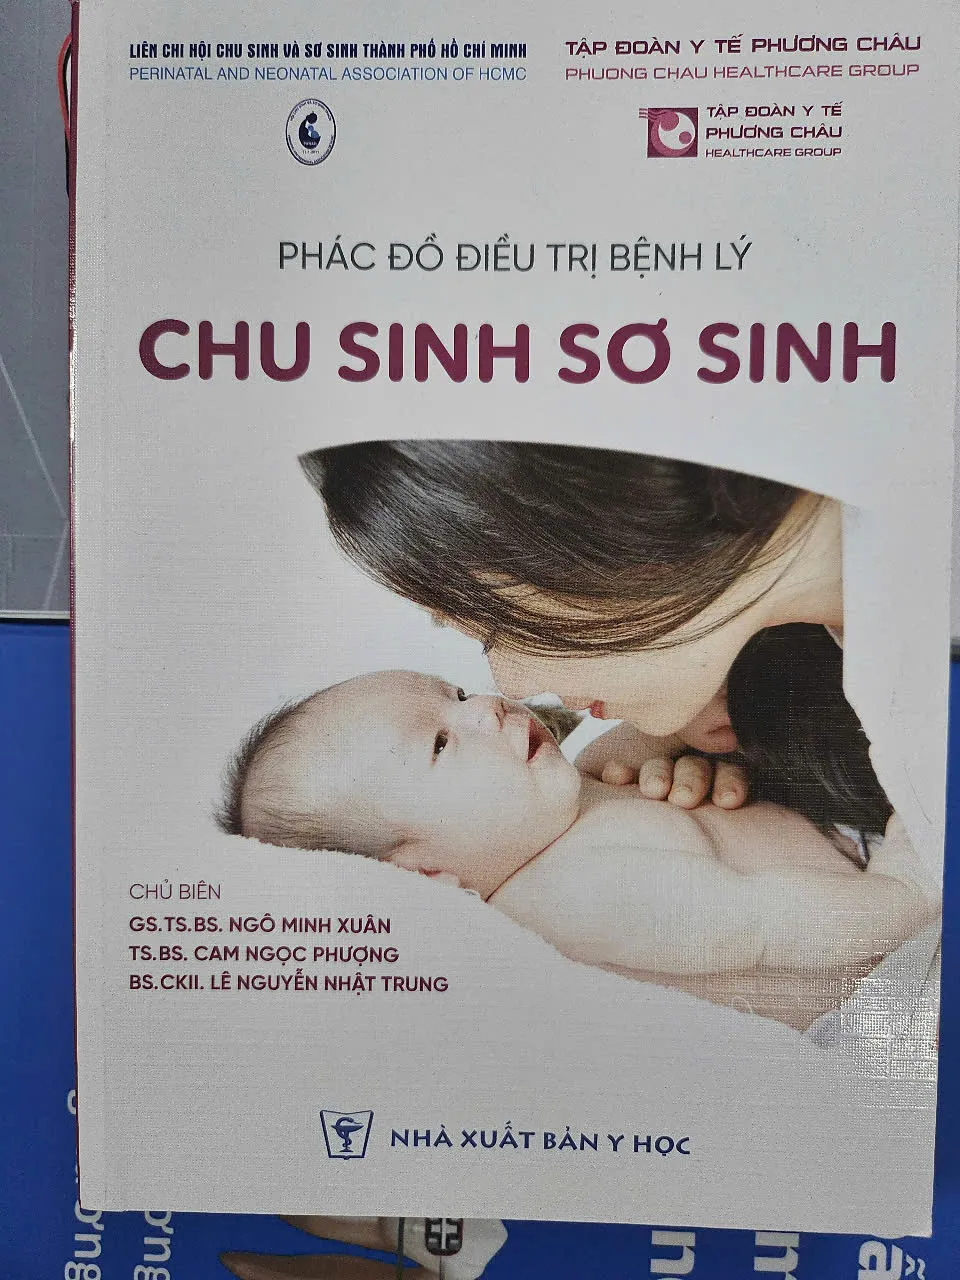 LIÊN CHI HỘI CHU SINH VÀ SƠ SINH THÀNH PHỐ HỒ CHÍ MINH
PERINATAL AND NEONATAL ASSOCIATION OF HCMC
TẬP ĐOÀN Y TẾ PHƯƠNG CHÂU
PHUONG CHAU HEALTHCARE GROUP
TẬP ĐOÀN Y TẾ
PHƯƠNG CHÂU
HEALTHCARE GROUP
PHÁC ĐỒ ĐIỀU TRỊ BỆNH LÝ
CHU SINH SƠ SINH
CHỦ BIÊN
GS.TS.BS. NGÔ MINH XUÂN
TS.BS. CAM NGỌC PHƯỢNG
BS.CKII. LÊ NGUYỄN NHẬT TRUNG
NHÀ XUẤT BẢN Y HỌC